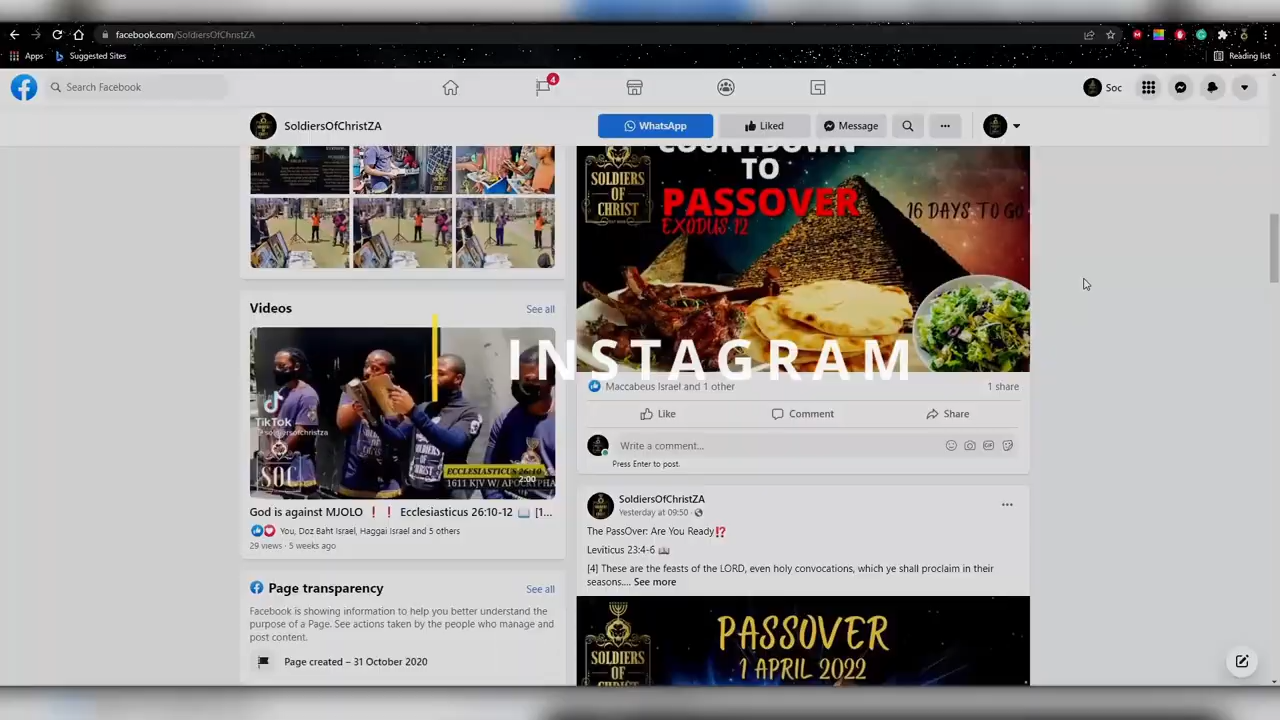 facebook.com/SoldiersOfChristZA
Apps
Suggested Sites
Reading list
Search Facebook
4
Soc
SoldiersOfChristZA
WhatsApp
Liked
Message
COUNTDOWN
TO
PASSOVER
EXODUS 12
16 DAYS TO GO
SOLDIERS
OF
CHRIST
Videos
See all
INSTAGRAM
TikTok
@soldiersofchristza
SOC
SOLDIERS
OF
CHRIST
ECCLESIASTICUS 26:10
1611 KJV W/ APOCRYPHA
2:00
God is against MJOLO ❗ ❗ Ecclesiasticus 26:10-12 📖 [1...
You, Doz Baht Israel, Haggai Israel and 5 others
29 views · 5 weeks ago
Maccabeus Israel and 1 other
1 share
Like
Comment
Share
Write a comment...
Press Enter to post.
Page transparency
See all
Facebook is showing information to help you better understand the
purpose of a Page. See actions taken by the people who manage and
post content.
Page created – 31 October 2020
SoldiersOfChristZA
Yesterday at 09:50 ·
The PassOver: Are You Ready⁉️
Leviticus 23:4-6 📖
[4] These are the feasts of the LORD, even holy convocations, which ye shall proclaim in their
seasons.... See more
PASSOVER
1 APRIL 2022
SOLDIERS
OF